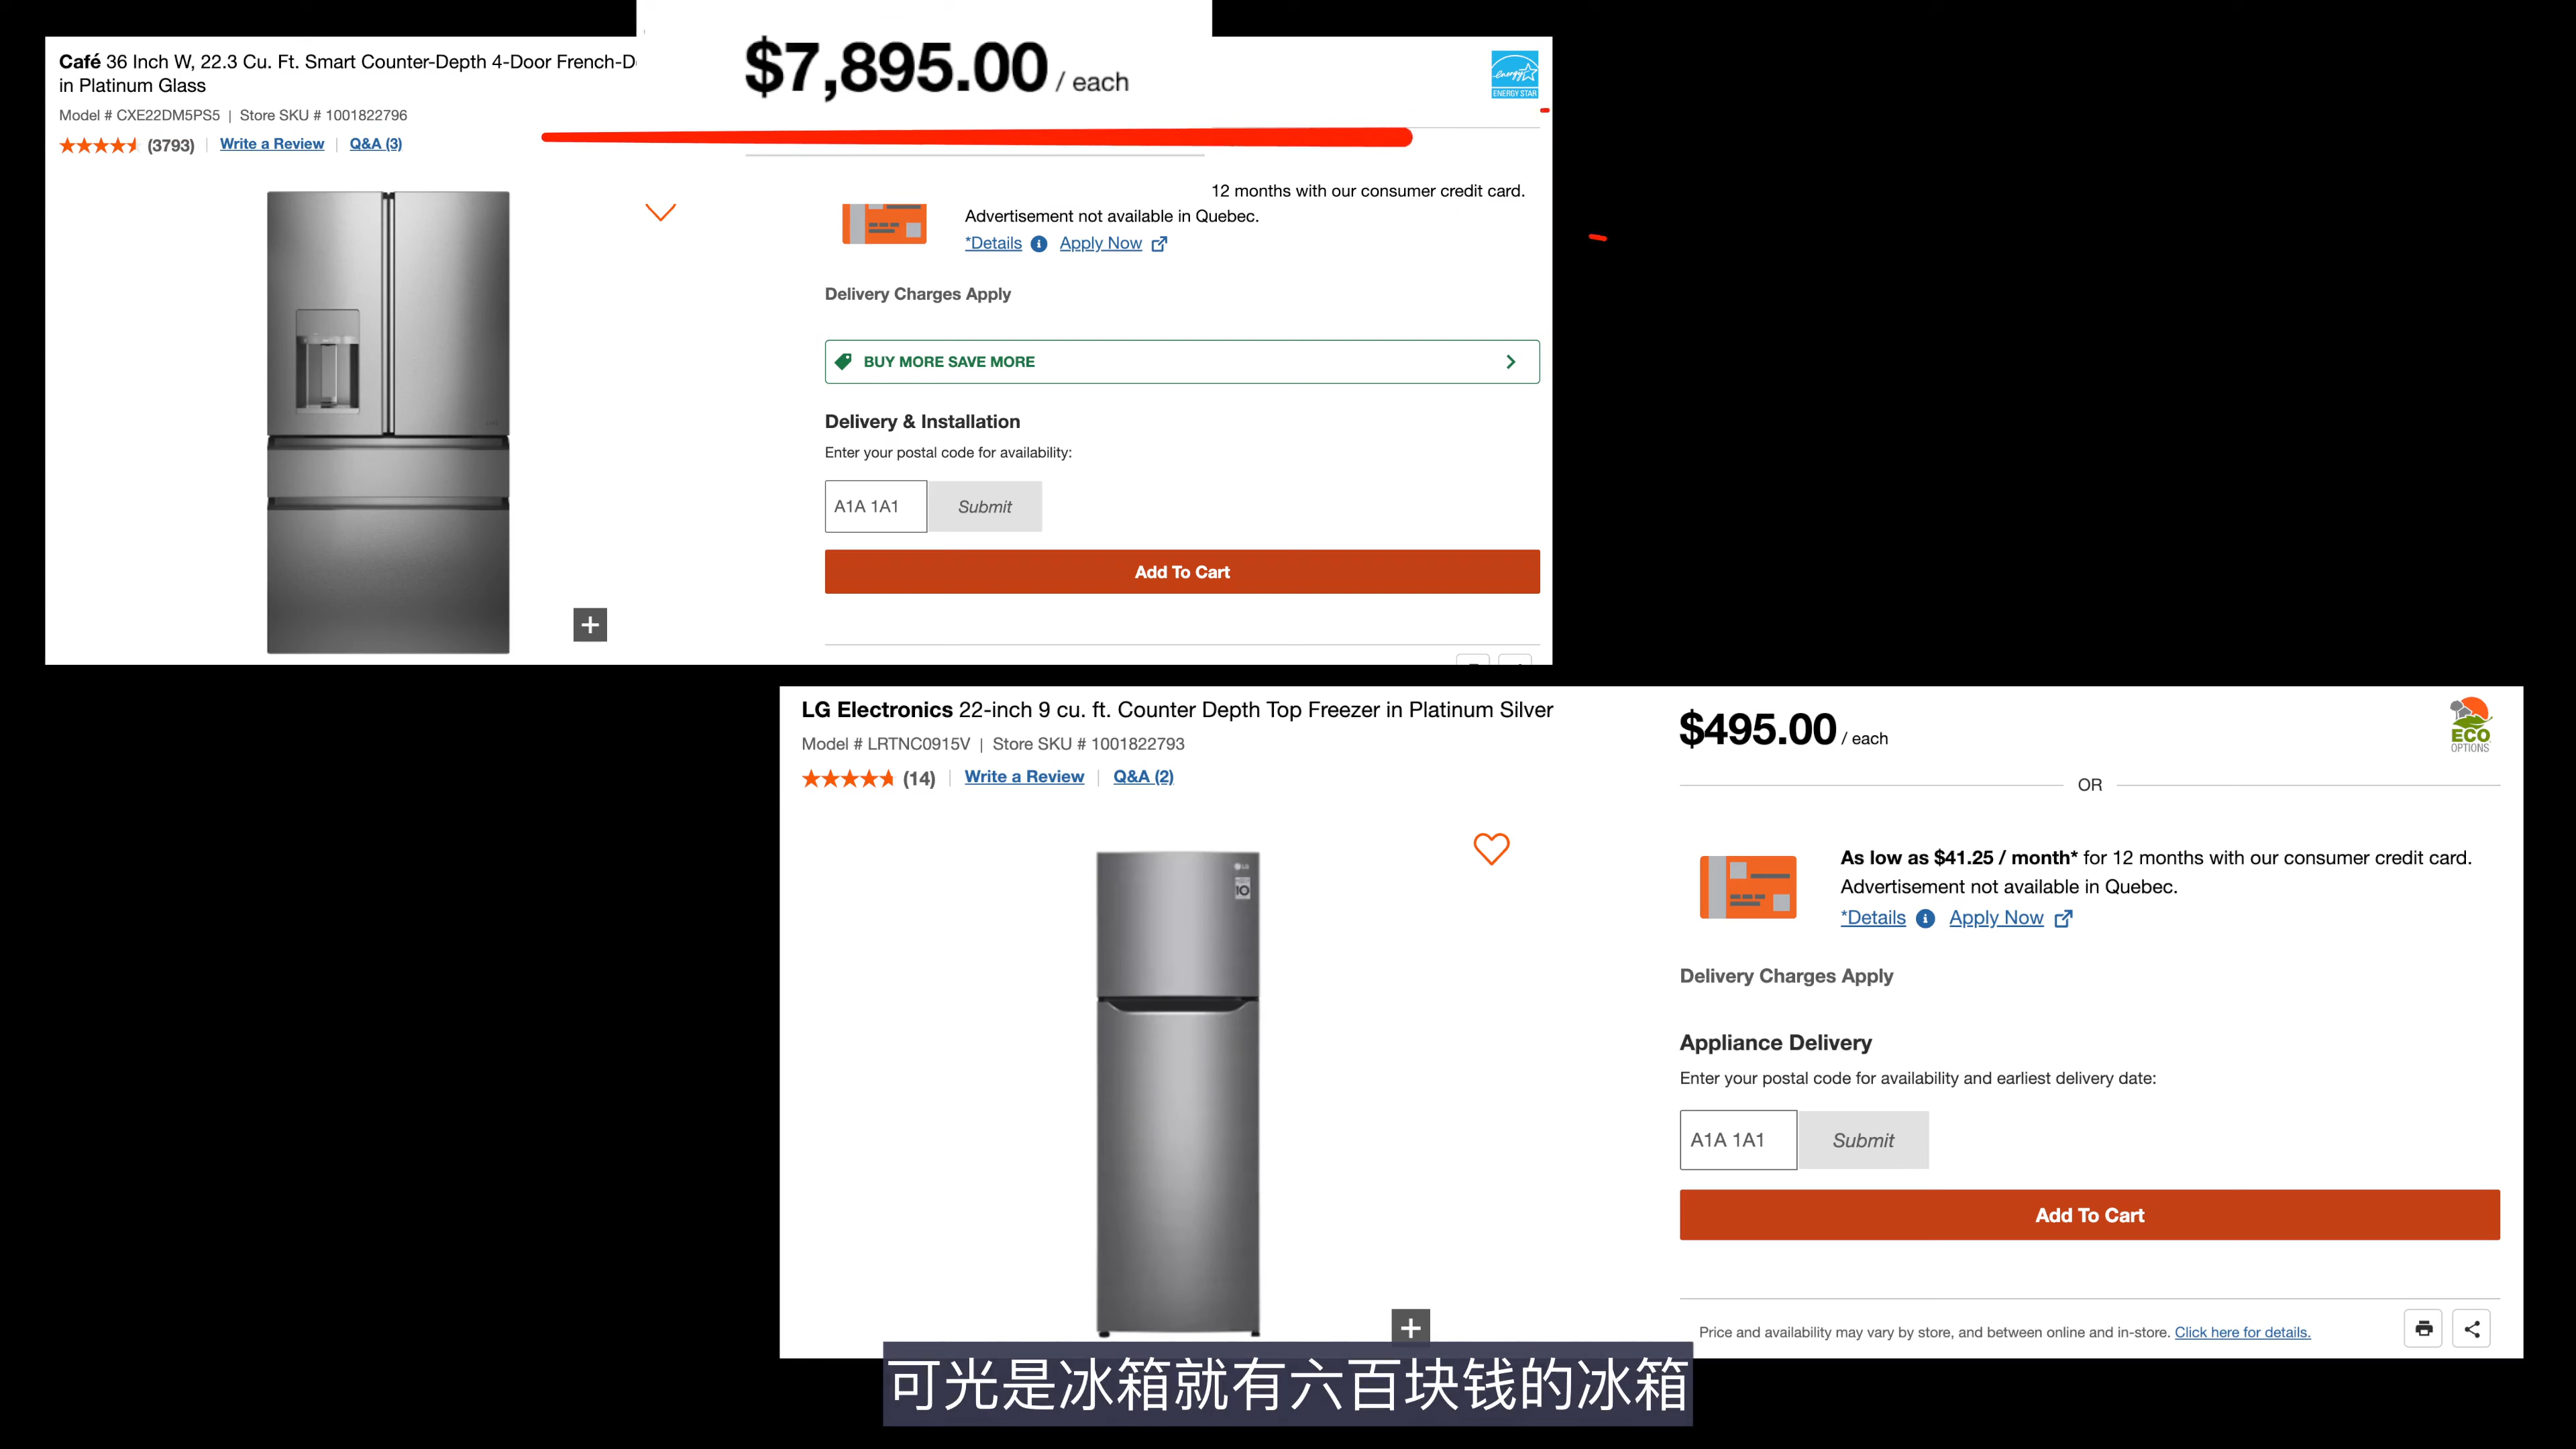 $7,895.00 / each
Café 36 Inch W, 22.3 Cu. Ft. Smart Counter-Depth 4-Door French-D
in Platinum Glass
Model # CXE22DM5PS5 | Store SKU # 1001822796
(3793) | Write a Review | Q&A (3)
energy
ENERGY STAR
12 months with our consumer credit card.
Advertisement not available in Quebec.
*Details Apply Now
Delivery Charges Apply
BUY MORE SAVE MORE
Delivery & Installation
Enter your postal code for availability:
A1A 1A1 Submit
Add To Cart
LG Electronics 22-inch 9 cu. ft. Counter Depth Top Freezer in Platinum Silver
Model # LRTNC0915V | Store SKU # 1001822793
(14) | Write a Review | Q&A (2)
LG
10
$495.00 / each
ECO
OPTIONS
OR
As low as $41.25 / month* for 12 months with our consumer credit card.
Advertisement not available in Quebec.
*Details Apply Now
Delivery Charges Apply
Appliance Delivery
Enter your postal code for availability and earliest delivery date:
A1A 1A1 Submit
Add To Cart
Price and availability may vary by store, and between online and in-store. Click here for details.
可光是冰箱就有六百块钱的冰箱